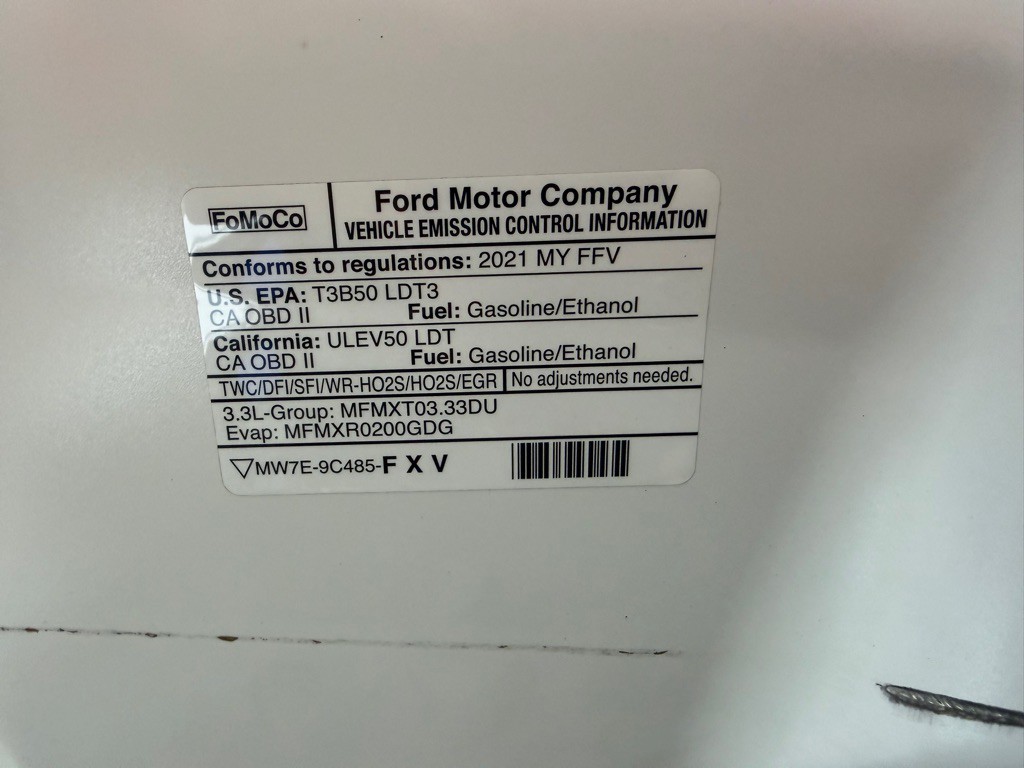 FoMoCo
Ford Motor Company
VEHICLE EMISSION CONTROL INFORMATION
Conforms to regulations: 2021 MY FFV
U.S. EPA: T3B50 LDT3
CA OBD II Fuel: Gasoline/Ethanol
California: ULEV50 LDT
CA OBD II Fuel: Gasoline/Ethanol
TWC/DFI/SFI/WR-HO2S/HO2S/EGR No adjustments needed.
3.3L-Group: MFMXT03.33DU
Evap: MFMXR0200GDG
MW7E-9C485-F X V